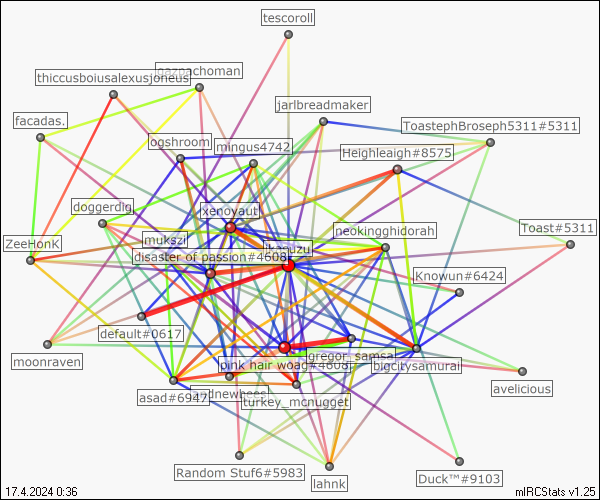 tescoroll
gazpachoman
thiccusboiusalexusjoneus
jarlbreadmaker
facadas.
ToastephBroseph5311#5311
ogshroom
mingus4742
Heighleaigh#8575
doggerdig
xenoyaut
neokingghidorah
Toast#5311
ZeeHonk
mukszi
ikaguzu
disaster of passion#4608
Knowun#6424
default#0617
moonraven
gregor_samsa
pink hair woad#4608
bigcitysamurai
avelicious
asad#6947
turkey_mcnugget
Random Stuf6#5983
lahnk
Duck™#9103
17.4.2024 0:36
mIRCStats v1.25